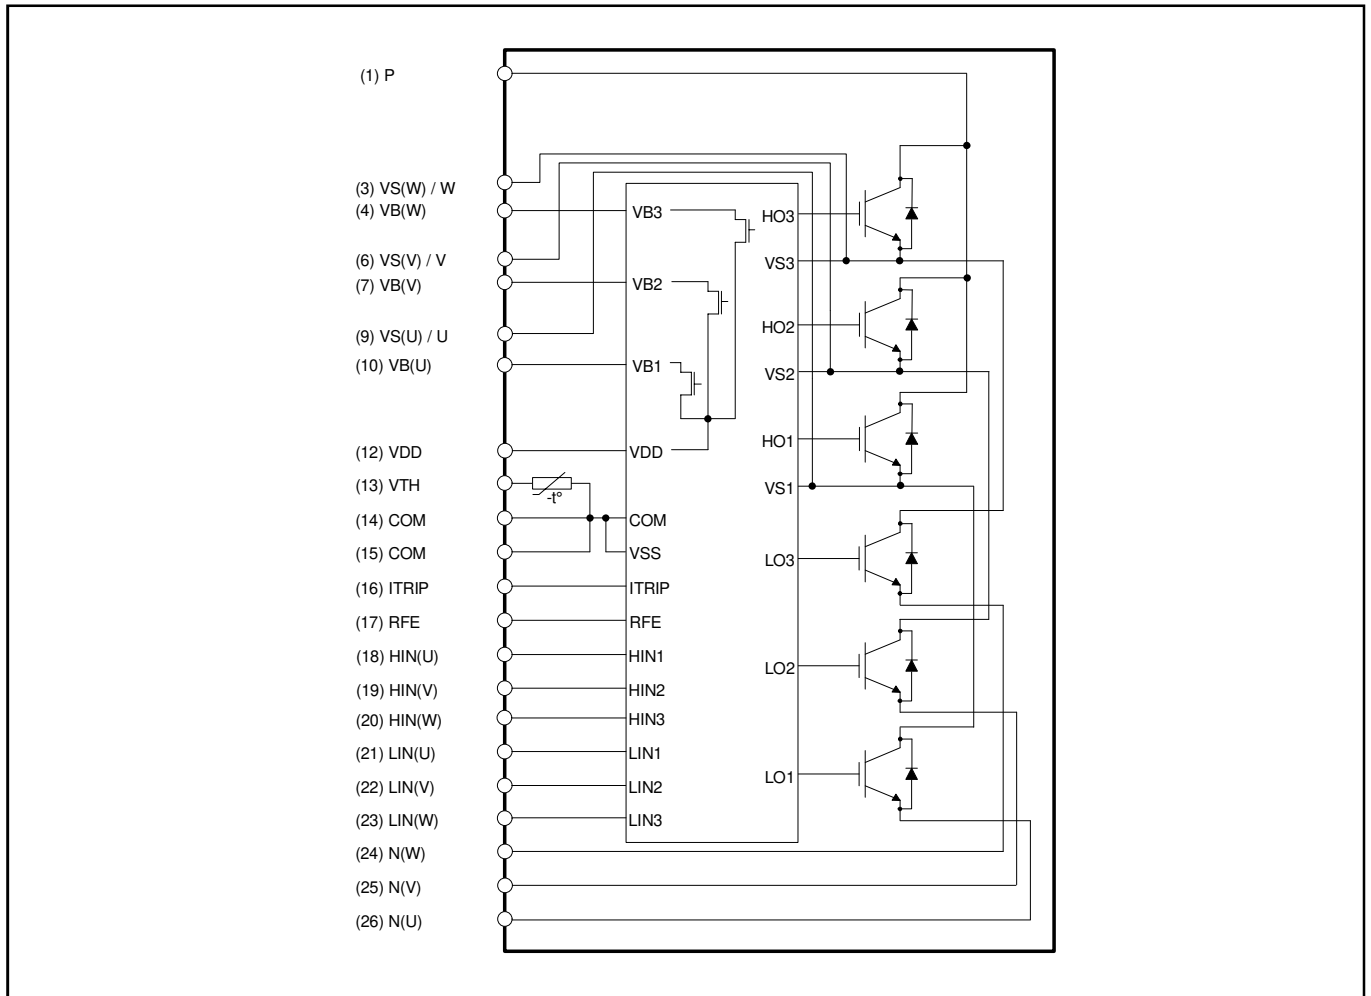 (1) P
(3) VS(W) / W
(4) VB(W)
(6) VS(V) / V
(7) VB(V)
(9) VS(U) / U
(10) VB(U)
(12) VDD
(13) VTH
(14) COM
(15) COM
(16) ITRIP
(17) RFE
(18) HIN(U)
(19) HIN(V)
(20) HIN(W)
(21) LIN(U)
(22) LIN(V)
(23) LIN(W)
(24) N(W)
(25) N(V)
(26) N(U)
-t°
VB3
VB2
VB1
VDD
COM
VSS
ITRIP
RFE
HIN1
HIN2
HIN3
LIN1
LIN2
LIN3
HO3
VS3
HO2
VS2
HO1
VS1
LO3
LO2
LO1